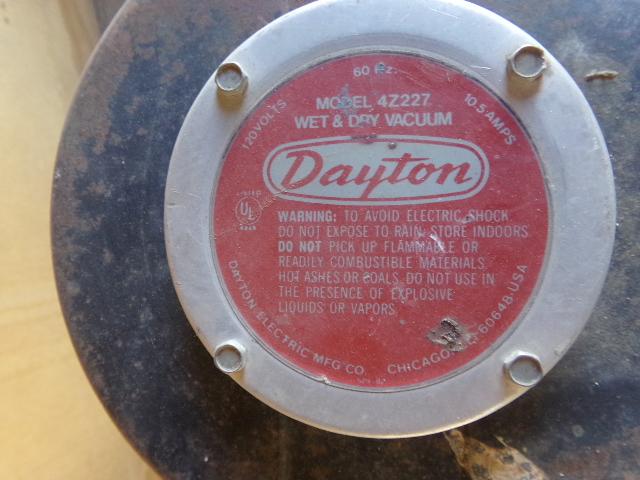 60 Hz.
120 VOLTS
MODEL 4Z227
10.5 AMPS
WET & DRY VACUUM
Dayton
UL
WARNING: TO AVOID ELECTRIC SHOCK
DO NOT EXPOSE TO RAIN. STORE INDOORS
DO NOT PICK UP FLAMMABLE OR
READILY COMBUSTIBLE MATERIALS,
HOT ASHES OR COALS. DO NOT USE IN
THE PRESENCE OF EXPLOSIVE
LIQUIDS OR VAPORS
DAYTON ELECTRIC MFG CO. CHICAGO 60648 USA